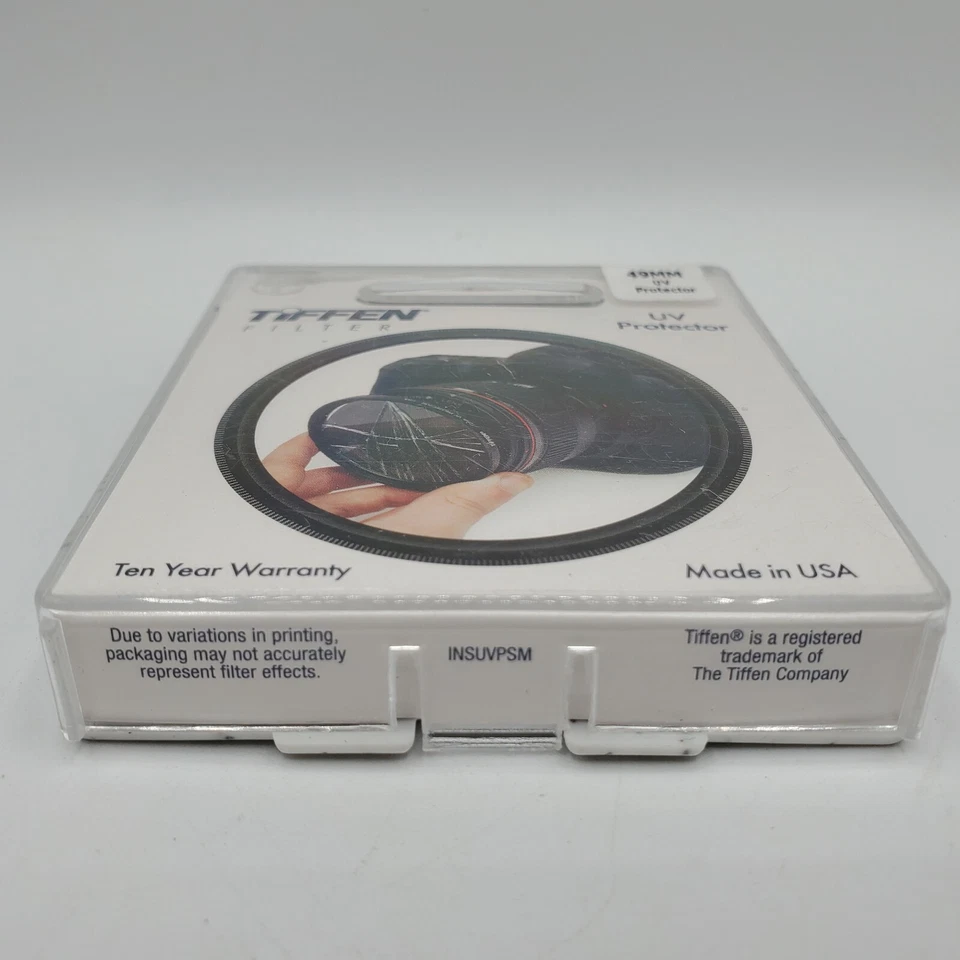 49MM
UV
Protector
TIFFEN
FILTER
UV
Protector
Ten Year Warranty
Made in USA
Due to variations in printing,
packaging may not accurately
represent filter effects.
INSUVPSM
Tiffen® is a registered
trademark of
The Tiffen Company